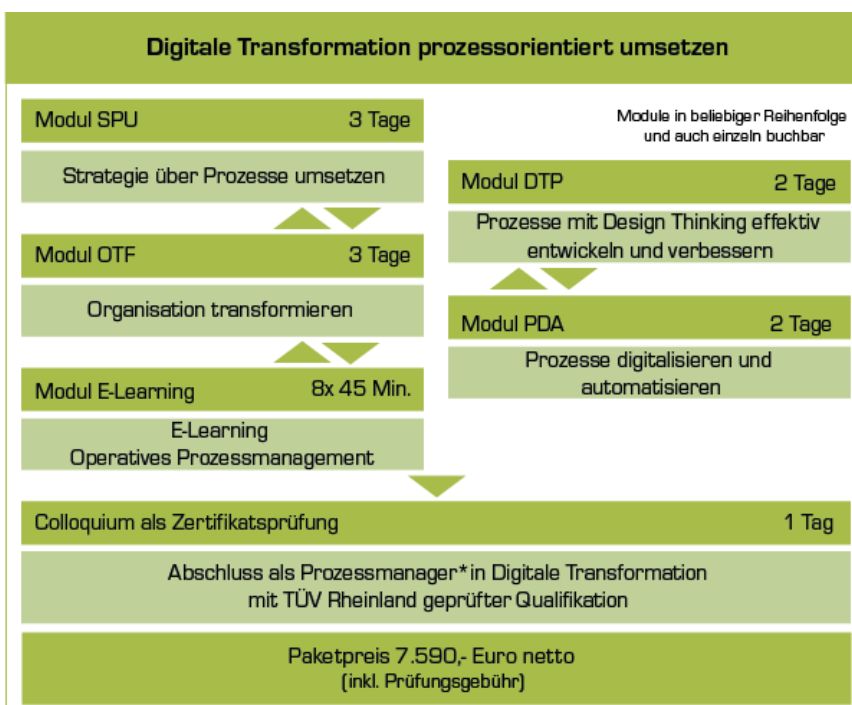 Digitale Transformation prozessorientiert umsetzen
Modul SPU 3 Tage
Strategie über Prozesse umsetzen
Modul OTF 3 Tage
Organisation transformieren
Modul E-Learning 8x 45 Min.
E-Learning
Operatives Prozessmanagement
Module in beliebiger Reihenfolge
und auch einzeln buchbar
Modul DTP 2 Tage
Prozesse mit Design Thinking effektiv
entwickeln und verbessern
Modul PDA 2 Tage
Prozesse digitalisieren und
automatisieren
Colloquium als Zertifikatsprüfung 1 Tag
Abschluss als Prozessmanager*in Digitale Transformation
mit TÜV Rheinland geprüfter Qualifikation
Paketpreis 7.590,- Euro netto
(inkl. Prüfungsgebühr)